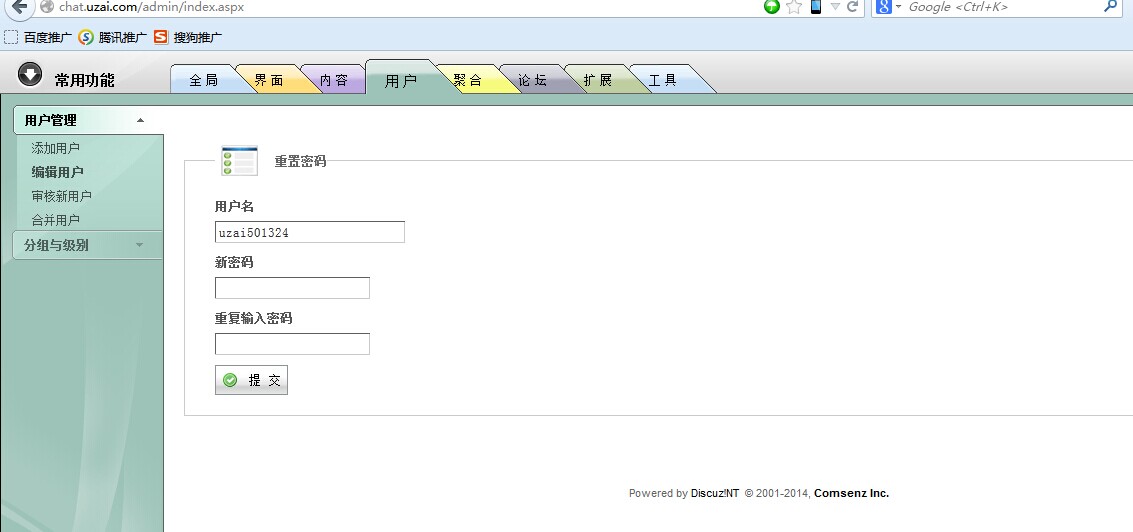 chat.uzai.com/admin/index.aspx
Google <Ctrl+K>
百度推广 腾讯推广 搜狗推广
常用功能 全局 界面 内容 用户 聚合 论坛 扩展 工具
用户管理
添加用户
编辑用户
审核新用户
合并用户
分组与级别
重置密码
用户名
uzai501324
新密码
重复输入密码
提 交
Powered by Discuz!NT © 2001-2014, Comsenz Inc.